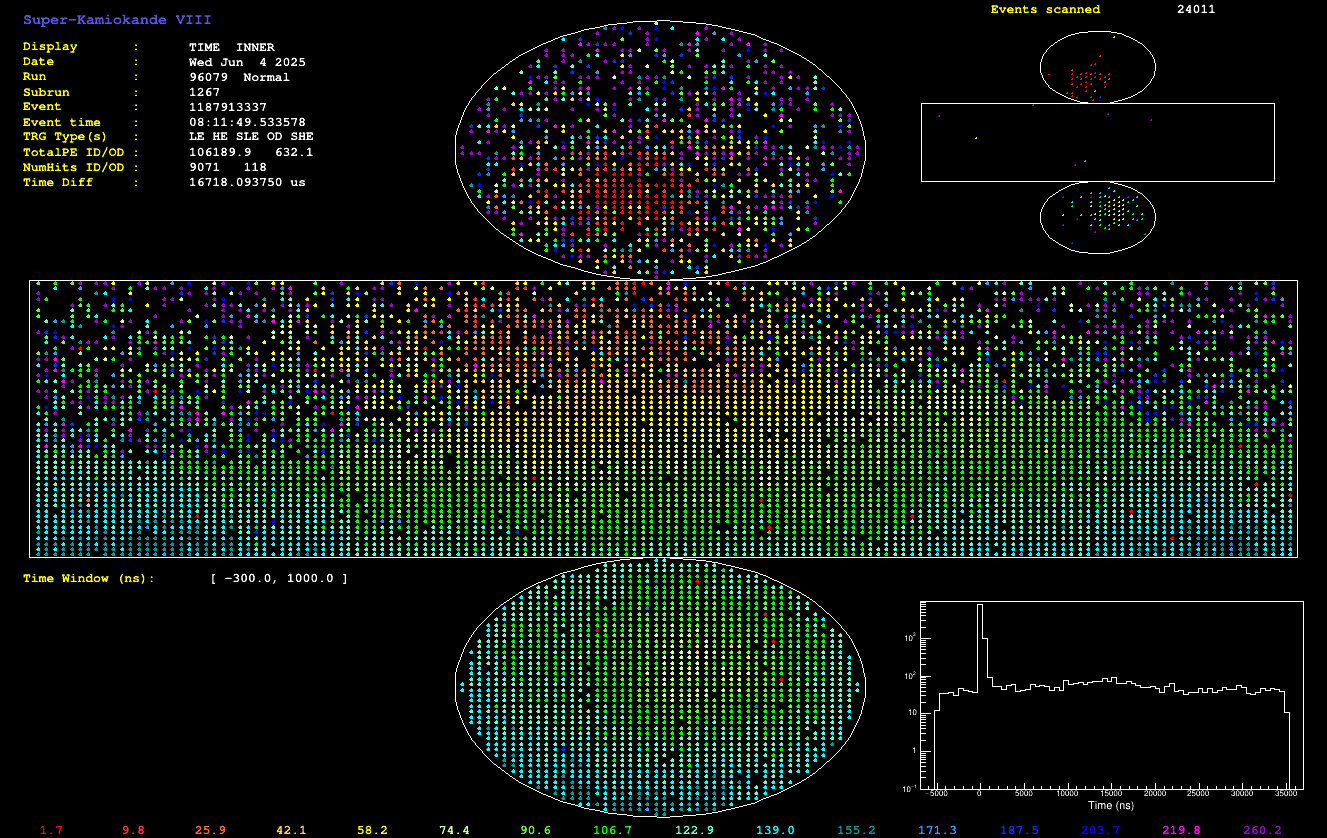 Super-Kamiokande VIII
Display : TIME INNER
Date : Wed Jun 4 2025
Run : 96079 Normal
Subrun : 1267
Event : 1187913337
Event time : 08:11:49.533578
TRG Type(s) : LE HE SLE OD SHE
TotalPE ID/OD : 106189.9 632.1
NumHits ID/OD : 9071 118
Time Diff : 16718.093750 us
Events scanned 24011
Time Window (ns): [ -300.0, 1000.0 ]
10³
10²
10
1
10⁻¹
-5000 0 5000 10000 15000 20000 25000 30000 35000
Time (ns)
1.7 9.8 25.9 42.1 58.2 74.4 90.6 106.7 122.9 139.0 155.2 171.3 187.5 203.7 219.8 260.2